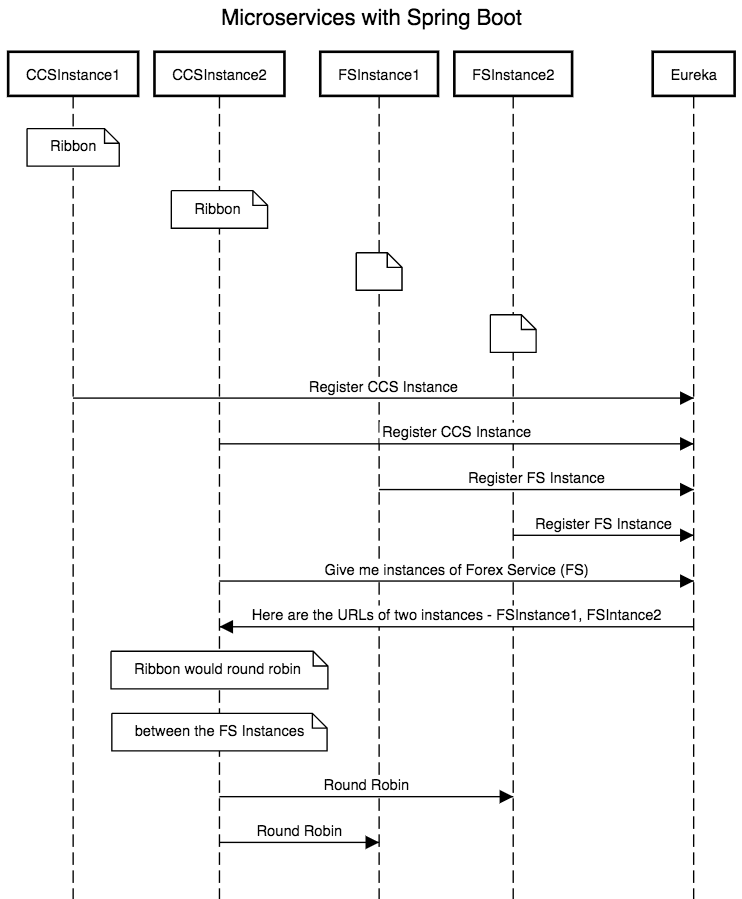 Microservices with Spring Boot
CCSInstance1
CCSInstance2
FSInstance1
FSInstance2
Eureka
Ribbon
Ribbon
Register CCS Instance
Register CCS Instance
Register FS Instance
Register FS Instance
Give me instances of Forex Service (FS)
Here are the URLs of two instances - FSInstance1, FSIntance2
Ribbon would round robin
between the FS Instances
Round Robin
Round Robin